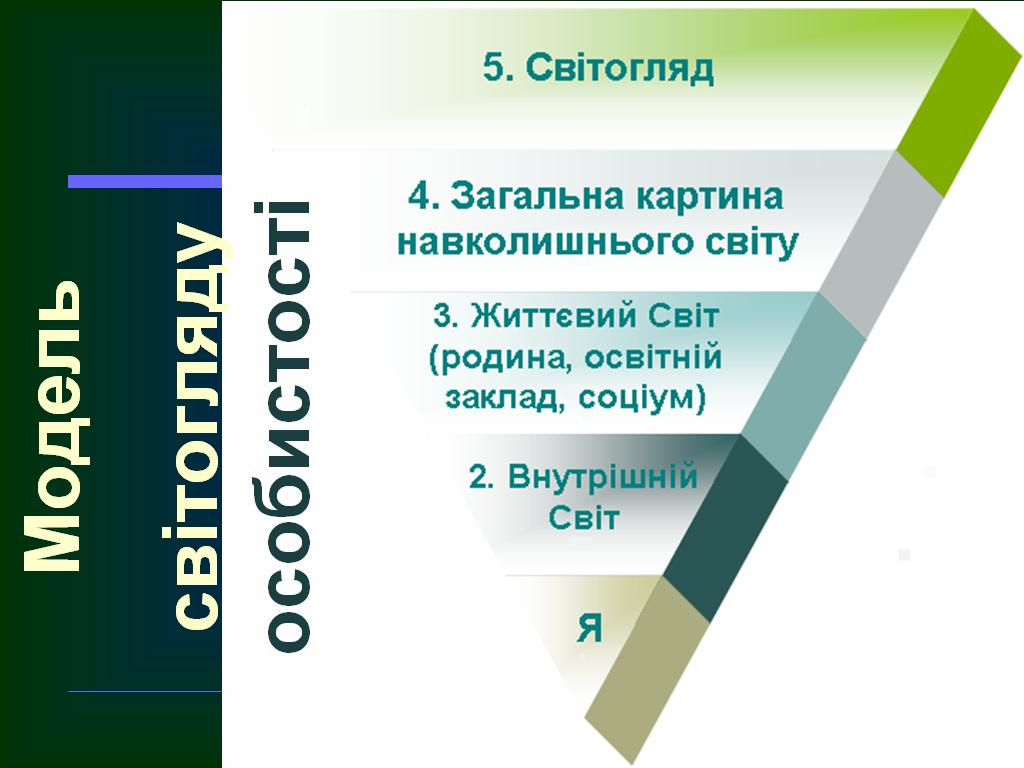 Модель
світогляду
особистості
5. Світогляд
4. Загальна картина
навколишнього світу
3. Життєвий Світ
(родина, освітній
заклад, соціум)
2. Внутрішній
Світ
Я